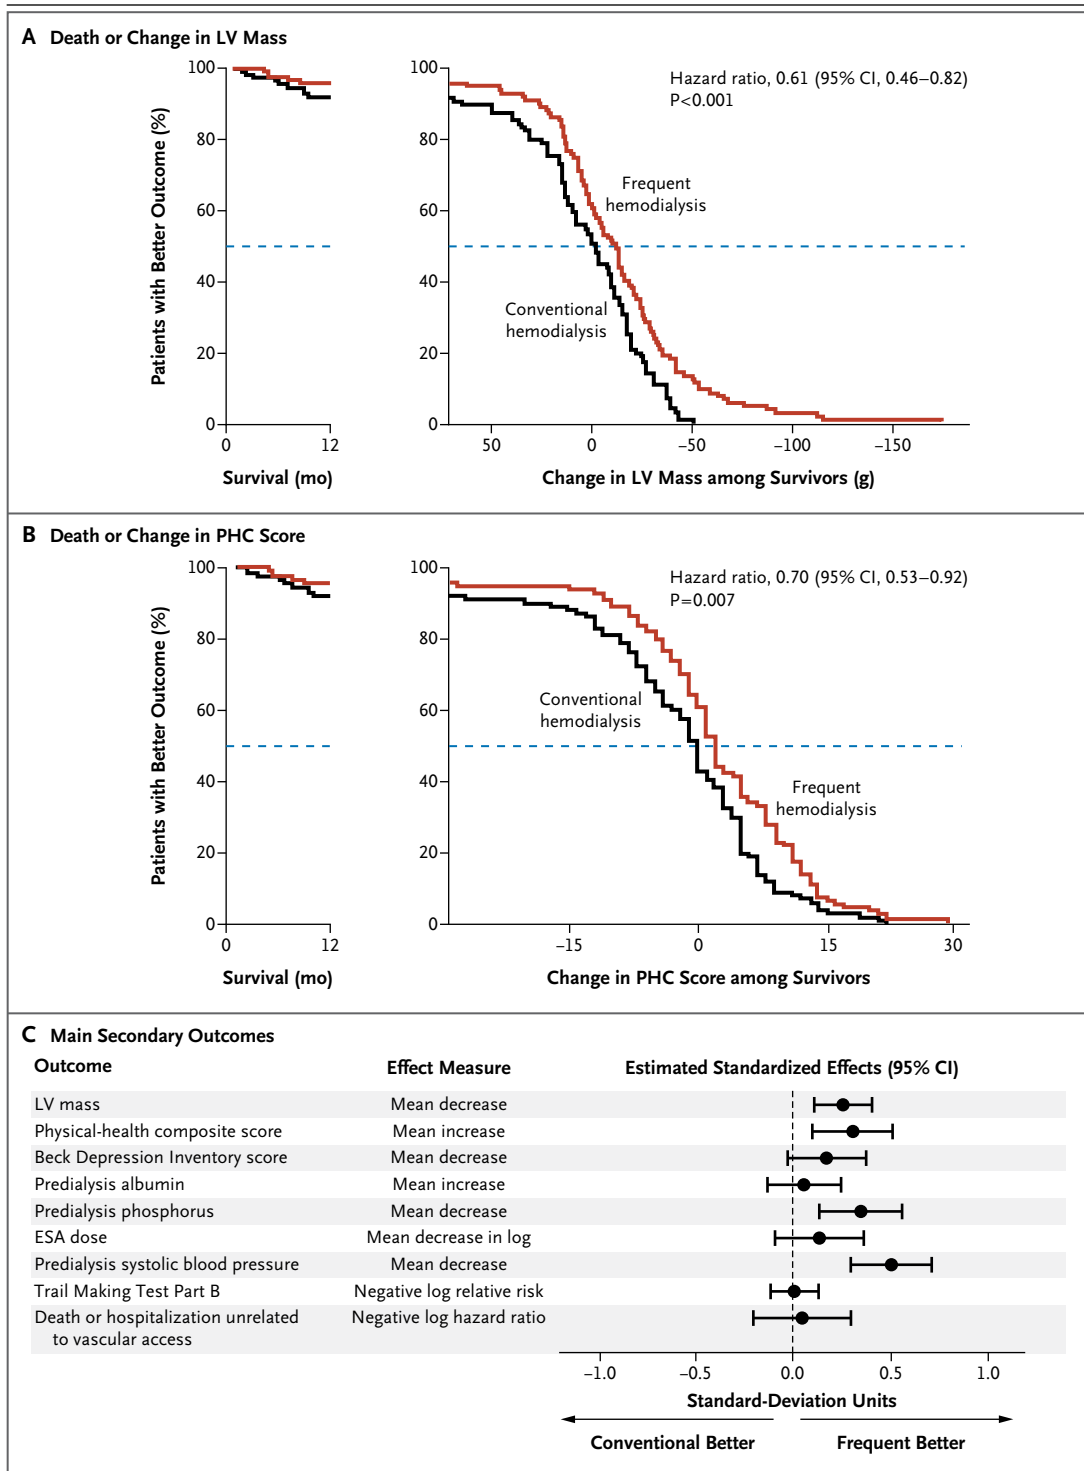 A Death or Change in LV Mass
Patients with Better Outcome (%)
100
80
60
40
20
0
0 12
Survival (mo)
100
80
60
40
20
0
Hazard ratio, 0.61 (95% CI, 0.46–0.82)
P<0.001
Frequent
hemodialysis
Conventional
hemodialysis
50 0 –50 –100 –150
Change in LV Mass among Survivors (g)
B Death or Change in PHC Score
Patients with Better Outcome (%)
100
80
60
40
20
0
0 12
Survival (mo)
100
80
60
40
20
0
Hazard ratio, 0.70 (95% CI, 0.53–0.92)
P=0.007
Conventional
hemodialysis
Frequent
hemodialysis
–15 0 15 30
Change in PHC Score among Survivors
C Main Secondary Outcomes
Outcome Effect Measure Estimated Standardized Effects (95% CI)
LV mass Mean decrease
Physical-health composite score Mean increase
Beck Depression Inventory score Mean decrease
Predialysis albumin Mean increase
Predialysis phosphorus Mean decrease
ESA dose Mean decrease in log
Predialysis systolic blood pressure Mean decrease
Trail Making Test Part B Negative log relative risk
Death or hospitalization unrelated Negative log hazard ratio
to vascular access
–1.0 –0.5 0.0 0.5 1.0
Standard-Deviation Units
Conventional Better Frequent Better